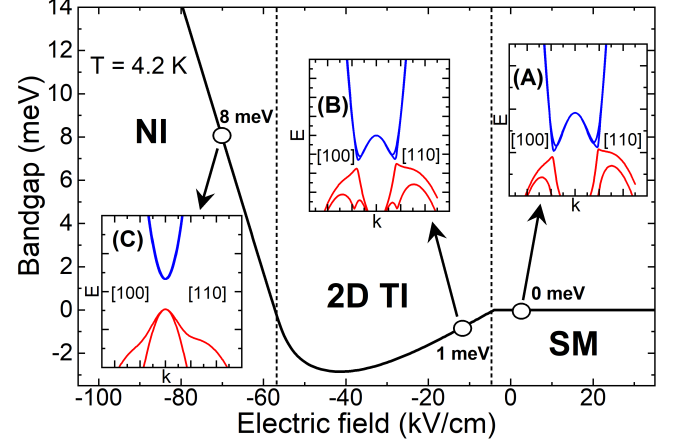 14
12
10
8
6
4
2
0
-2
Bandgap (meV)
T = 4.2 K
NI
8 meV
(B)
E
[100]
[110]
k
(A)
E
[100]
[110]
k
(C)
E
[100]
[110]
k
2D TI
1 meV
0 meV
SM
-100 -80 -60 -40 -20 0 20
Electric field (kV/cm)